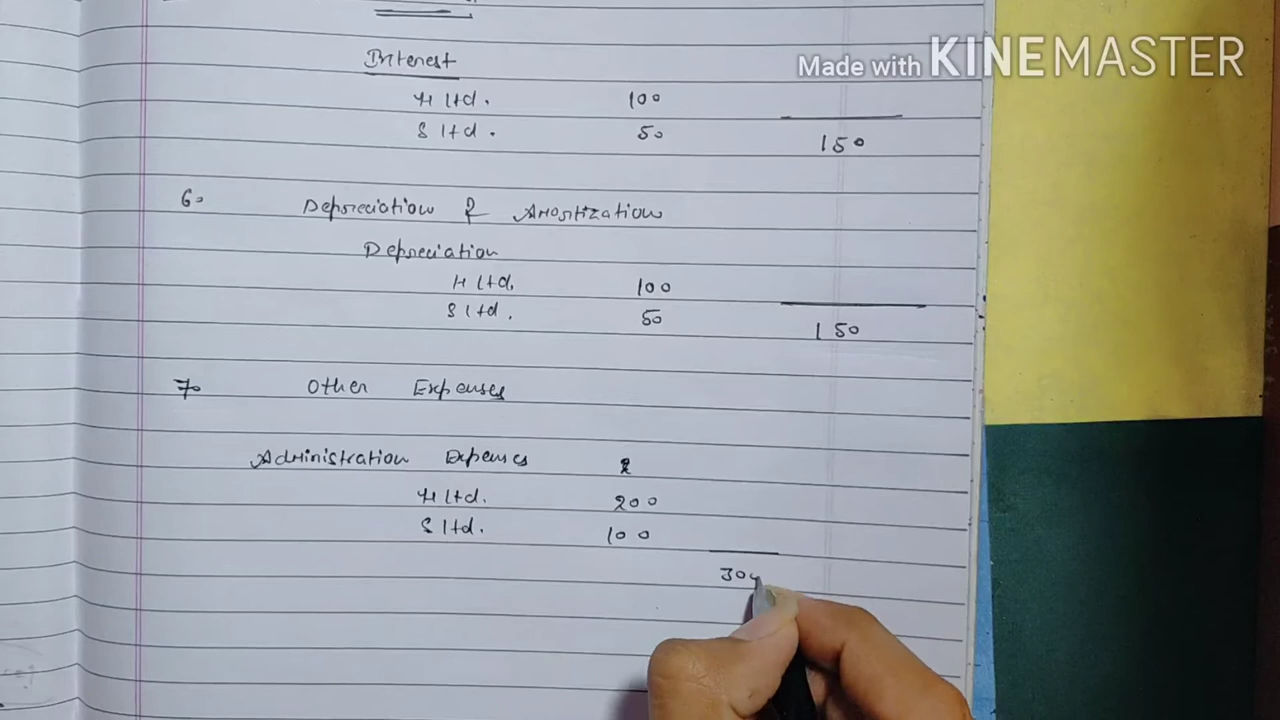 Made with KINEMASTER
Interest
H Ltd. 100
S Ltd. 50 150
6. Depreciation & Amortization
Depreciation
H Ltd. 100
S Ltd. 50 150
7. Other Expenses
Administration Expenses
H Ltd. 200
S Ltd. 100
300